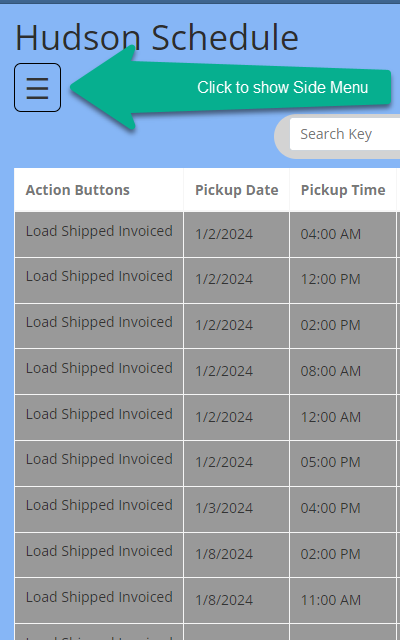 Hudson Schedule
Click to show Side Menu
Search Key
Action Buttons Pickup Date Pickup Time
Load Shipped Invoiced 1/2/2024 04:00 AM
Load Shipped Invoiced 1/2/2024 12:00 PM
Load Shipped Invoiced 1/2/2024 02:00 PM
Load Shipped Invoiced 1/2/2024 08:00 AM
Load Shipped Invoiced 1/2/2024 12:00 AM
Load Shipped Invoiced 1/2/2024 05:00 PM
Load Shipped Invoiced 1/3/2024 04:00 PM
Load Shipped Invoiced 1/8/2024 02:00 PM
Load Shipped Invoiced 1/8/2024 11:00 AM